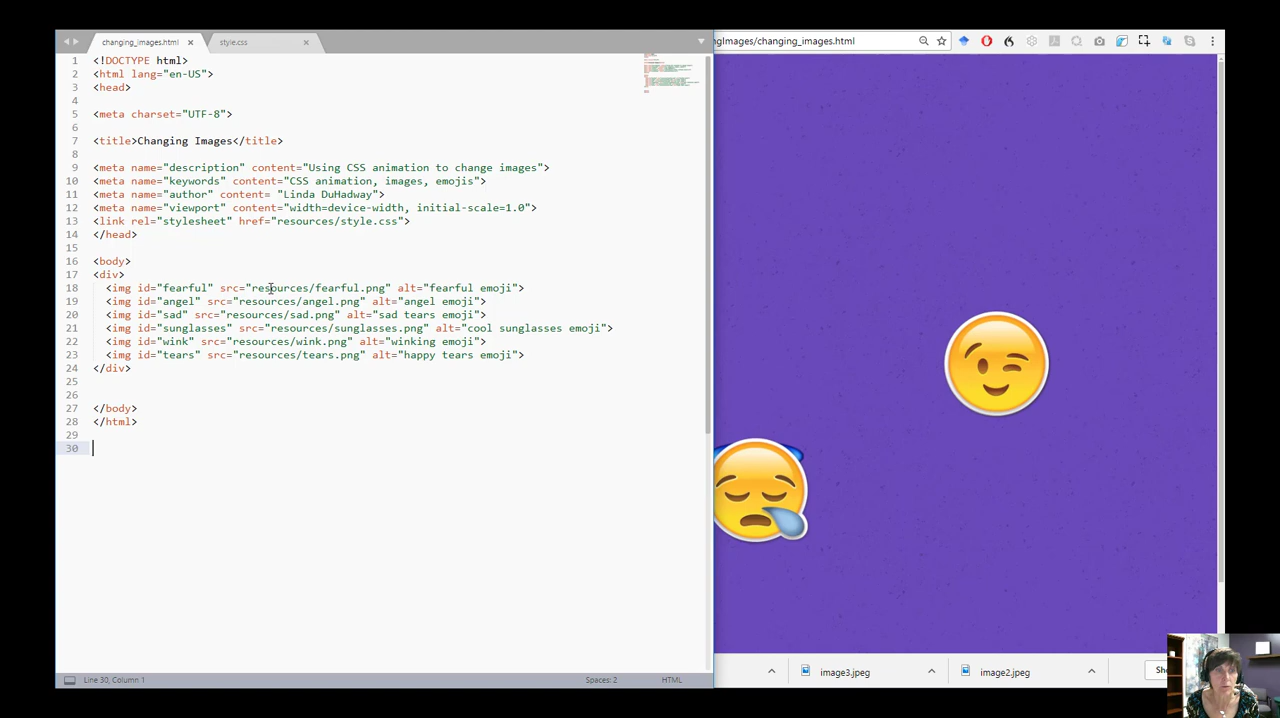 changing_images.html
style.css
ngImages/changing_images.html
1 <!DOCTYPE html>
2 <html lang="en-US">
3 <head>
4
5 <meta charset="UTF-8">
6
7 <title>Changing Images</title>
8
9 <meta name="description" content="Using CSS animation to change images">
10 <meta name="keywords" content="CSS animation, images, emojis">
11 <meta name="author" content= "Linda DuHadway">
12 <meta name="viewport" content="width=device-width, initial-scale=1.0">
13 <link rel="stylesheet" href="resources/style.css">
14 </head>
15
16 <body>
17 <div>
18 <img id="fearful" src="resources/fearful.png" alt="fearful emoji">
19 <img id="angel" src="resources/angel.png" alt="angel emoji">
20 <img id="sad" src="resources/sad.png" alt="sad tears emoji">
21 <img id="sunglasses" src="resources/sunglasses.png" alt="cool sunglasses emoji">
22 <img id="wink" src="resources/wink.png" alt="winking emoji">
23 <img id="tears" src="resources/tears.png" alt="happy tears emoji">
24 </div>
25
26
27 </body>
28 </html>
29
30
image3.jpeg
image2.jpeg
Line 30, Column 1
Spaces: 2
HTML